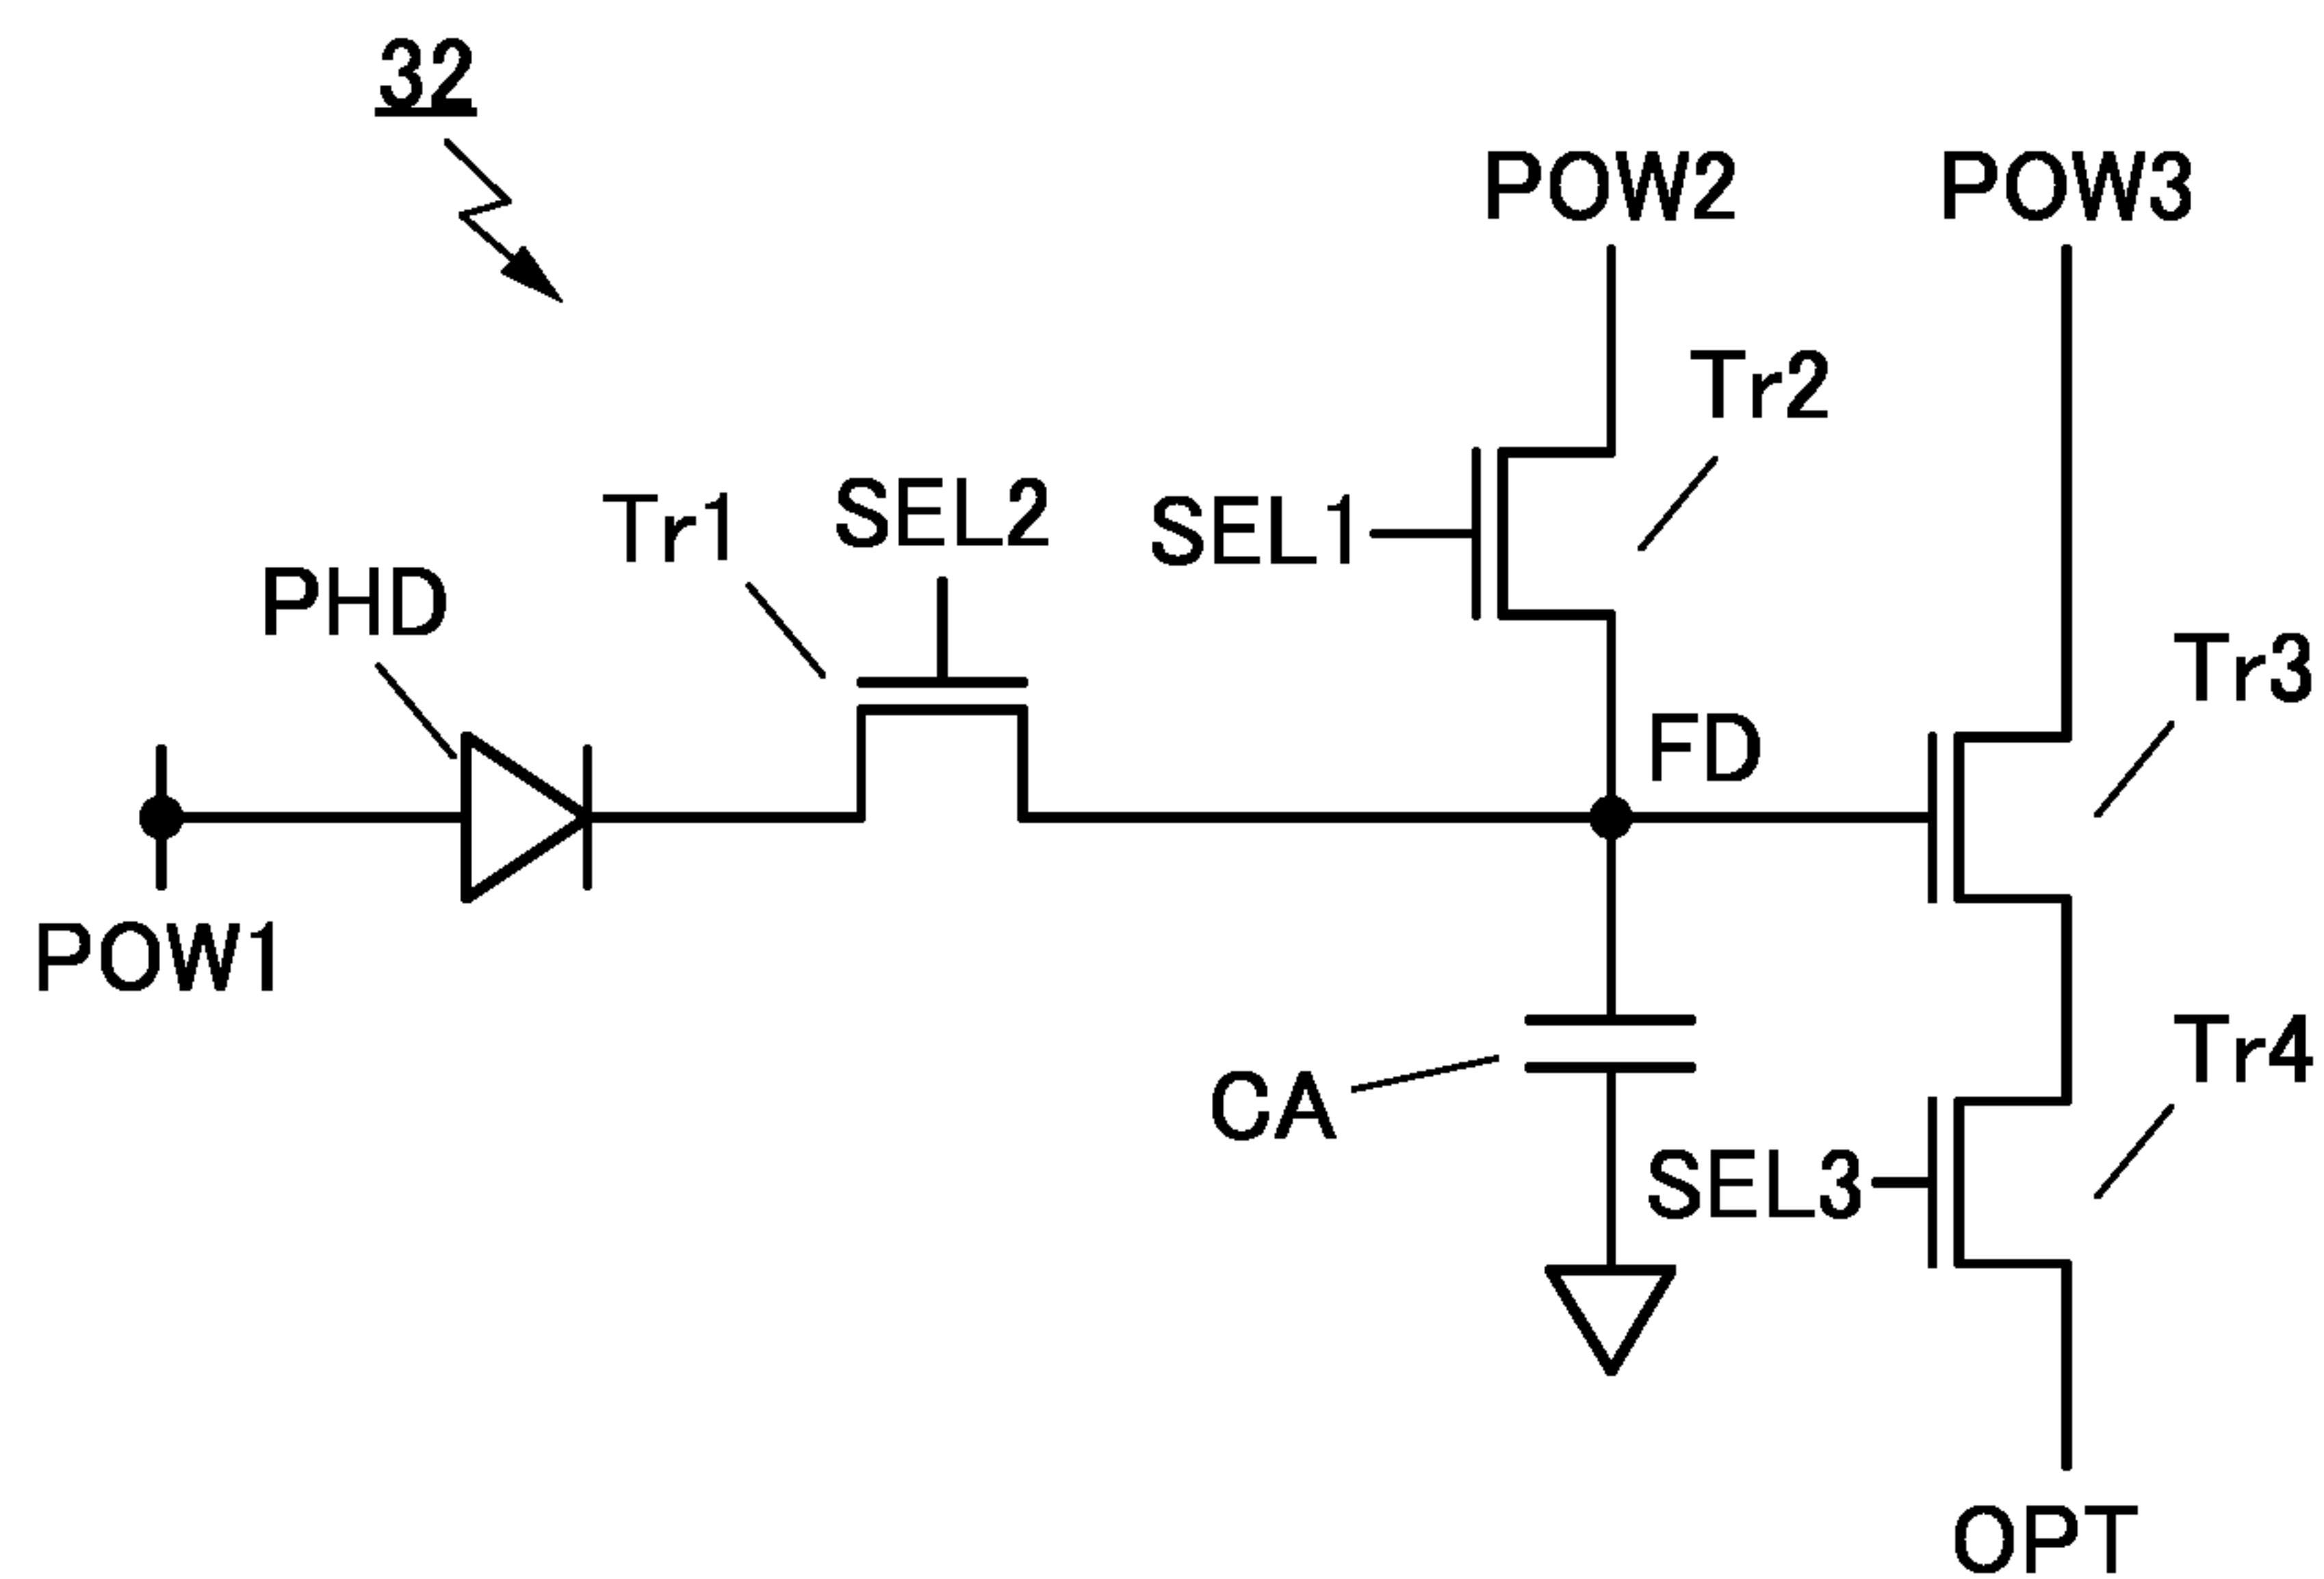 32
POW2
POW3
Tr2
SEL2
SEL1
Tr1
PHD
Tr3
FD
POW1
Tr4
CA
SEL3
OPT